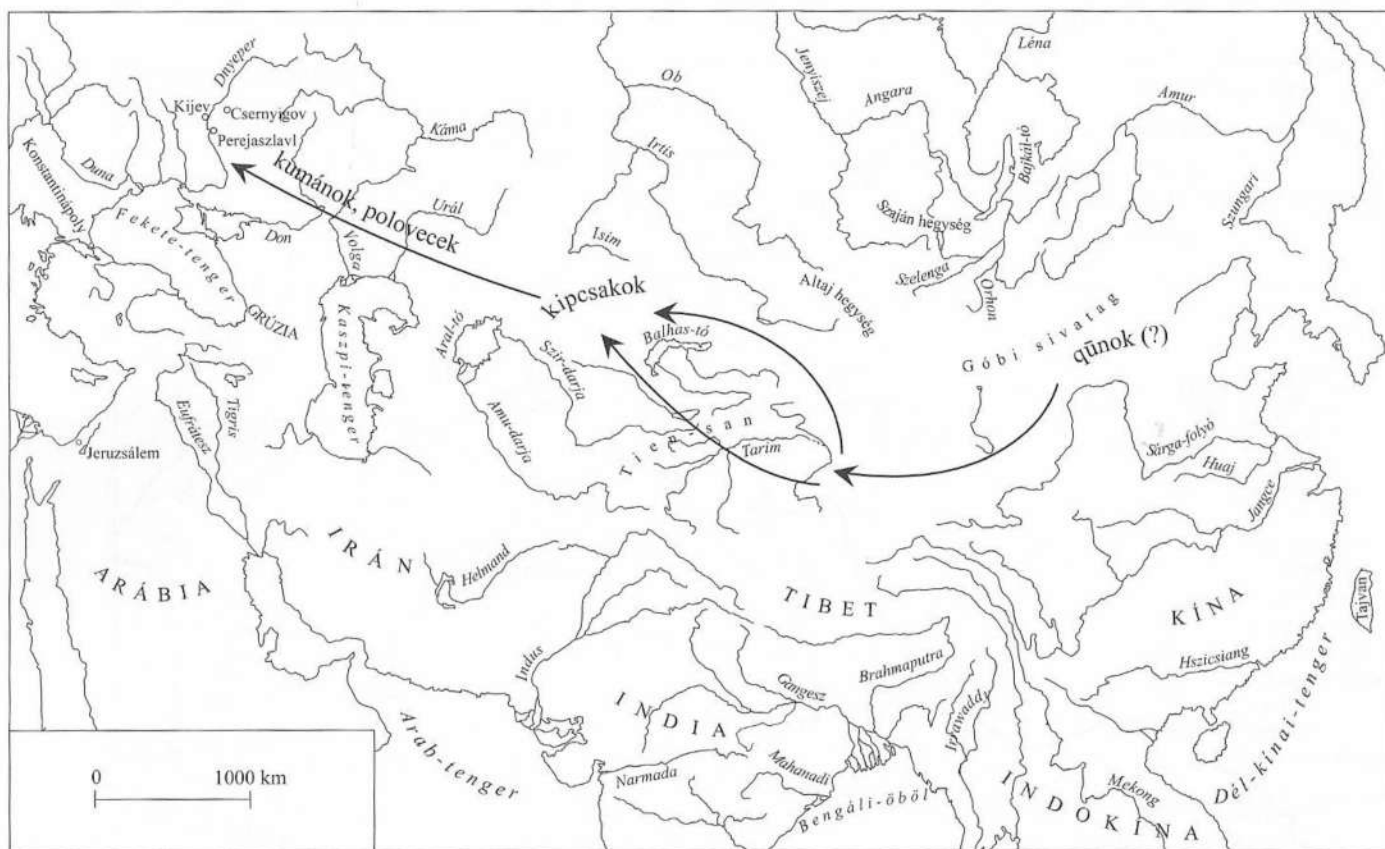 Dnyeper
Kijev
Csernyigov
Perejaszlavl
Káma
Ob
Irtis
Jenyiszej
Angara
Léna
Bajkál-tó
Amur
Szungari
Konstantinápoly
Duna
Fekete-tenger
Don
Volga
Urál
kumánok, polovecek
Isim
Szaján hegység
Szelenga
Orhon
Altaj hegység
Góbi sivatag
qūnok (?)
kipcsakok
GRÚZIA
Kaszpi-tenger
Aral-tó
Szir-darja
Balhas-tó
Amu-darja
Tien-san
Tarim
Sárga-folyó
Huaj
Jangce
Eufrátesz
Tigris
Jeruzsálem
ARÁBIA
IRÁN
Helmand
TIBET
KÍNA
Tajvan
Indus
INDIA
Gangesz
Brahmaputra
Irrawaddy
Hszicsiang
Arab-tenger
Narmada
Mahanadi
Bengáli-öböl
INDOKÍNA
Mekong
Dél-kínai-tenger
0 1000 km